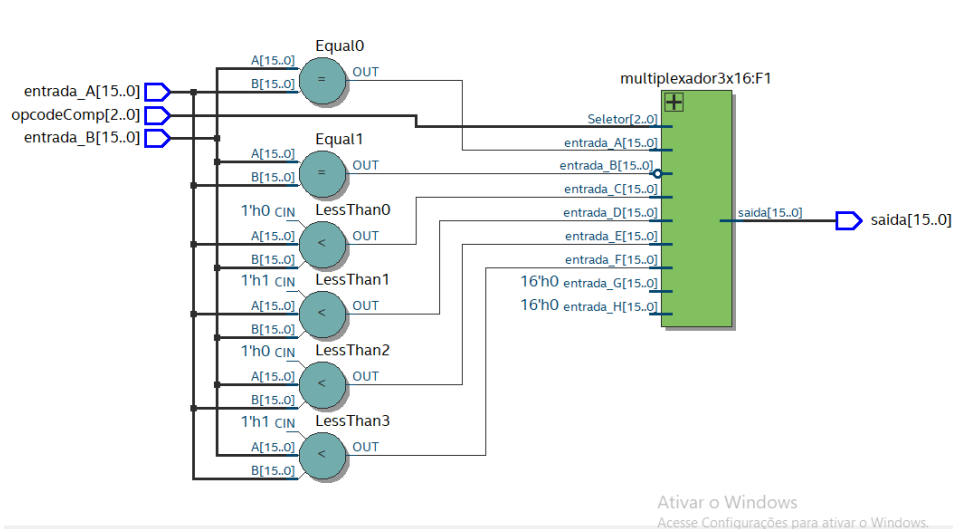 entrada_A[15..0]
opcodeComp[2..0]
entrada_B[15..0]
Equal0
A[15..0]
B[15..0]
=
OUT
Equal1
A[15..0]
B[15..0]
=
OUT
1'h0 CIN
LessThan0
A[15..0]
B[15..0]
<
OUT
1'h1 CIN
LessThan1
A[15..0]
B[15..0]
<
OUT
1'h0 CIN
LessThan2
A[15..0]
B[15..0]
<
OUT
1'h1 CIN
LessThan3
A[15..0]
B[15..0]
<
OUT
multiplexador3x16:F1
+
Seletor[2..0]
entrada_A[15..0]
entrada_B[15..0]
entrada_C[15..0]
entrada_D[15..0]
entrada_E[15..0]
entrada_F[15..0]
16'h0 entrada_G[15..0]
16'h0 entrada_H[15..0]
saida[15..0]
saida[15..0]
Ativar o Windows
Acesse Configurações para ativar o Windows.